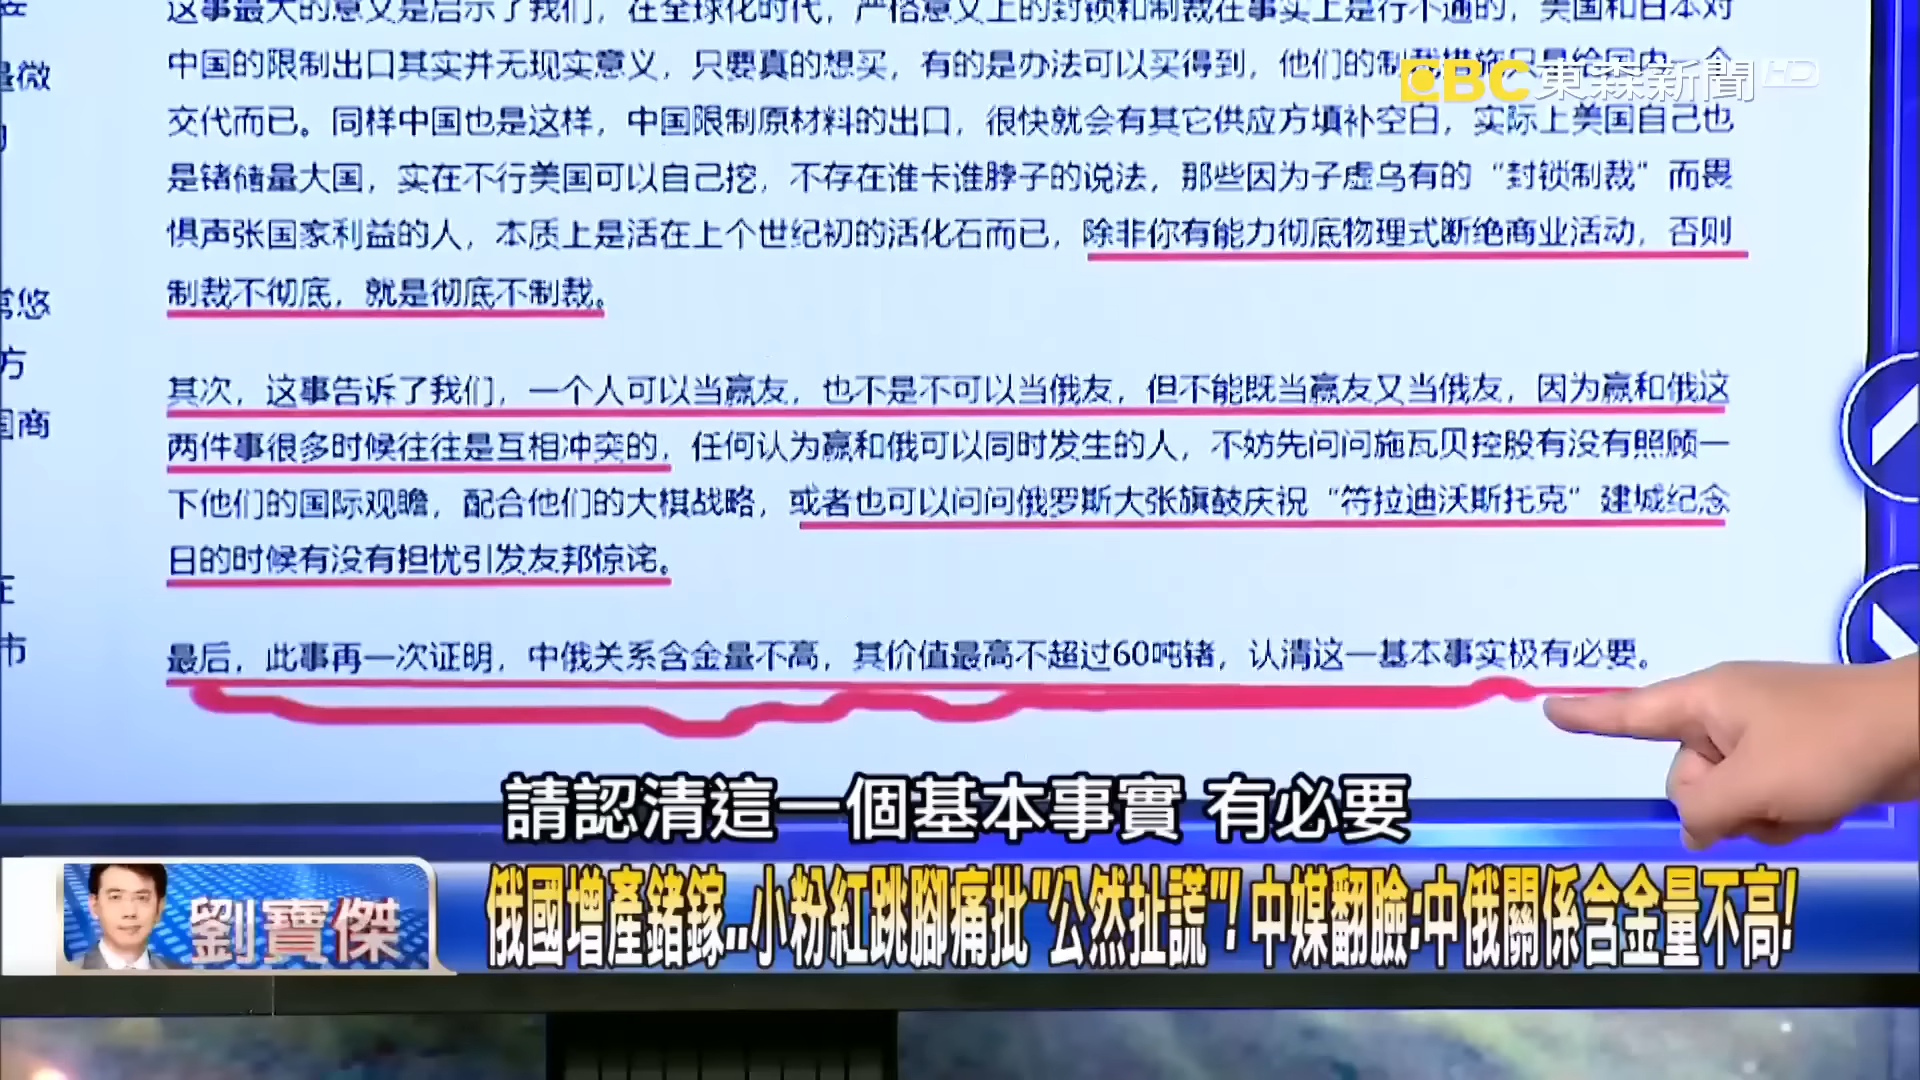 这事最大的意义是启示了我们，在全球化时代，严格意义上的封锁和制裁在事实上是行不通的，美国和日本对
中国的限制出口其实并无现实意义，只要真的想买，有的是办法可以买得到，他们的制裁措施只是给国内一个
交代而已。同样中国也是这样，中国限制原材料的出口，很快就会有其它供应方填补空白，实际上美国自己也
是锗储量大国，实在不行美国可以自己挖，不存在谁卡谁脖子的说法，那些因为子虚乌有的“封锁制裁”而畏
惧声张国家利益的人，本质上是活在上个世纪初的活化石而已，除非你有能力彻底物理式断绝商业活动，否则
制裁不彻底，就是彻底不制裁。
其次，这事告诉了我们，一个人可以当赢友，也不是不可以当俄友，但不能既当赢友又当俄友，因为赢和俄这
两件事很多时候往往是互相冲突的，任何认为赢和俄可以同时发生的人，不妨先问问施瓦贝控股有没有照顾一
下他们的国际观瞻，配合他们的大棋战略，或者也可以问问俄罗斯大张旗鼓庆祝“符拉迪沃斯托克”建城纪念
日的时候有没有担忧引发友邦惊诧。
最后，此事再一次证明，中俄关系含金量不高，其价值最高不超过60吨锗，认清这一基本事实极有必要。
微
悠
方
商
市
EBC 東森新聞 HD
請認清這一個基本事實 有必要
劉寶傑
俄國增產鍺鎵..小粉紅跳腳痛批"公然扯謊"! 中媒翻臉:中俄關係含金量不高!